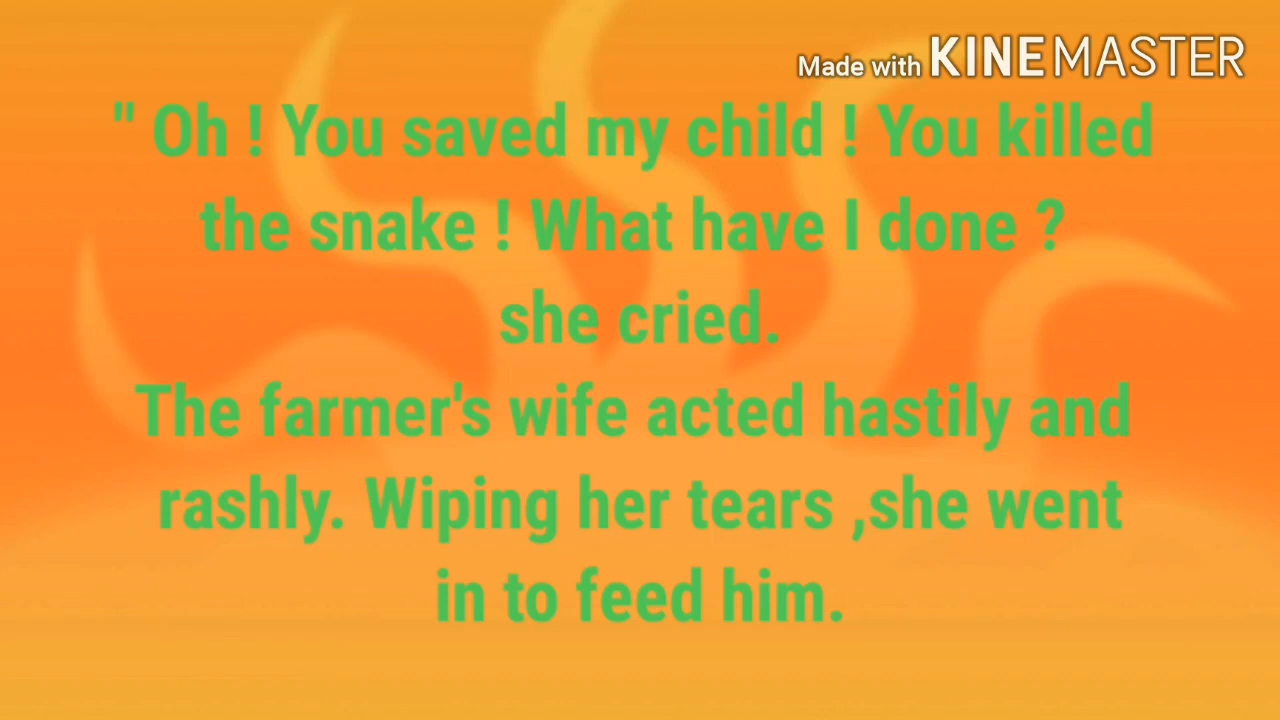 Made with KINEMASTER
" Oh ! You saved my child ! You killed
the snake ! What have I done ?
she cried.
The farmer's wife acted hastily and
rashly. Wiping her tears ,she went
in to feed him.